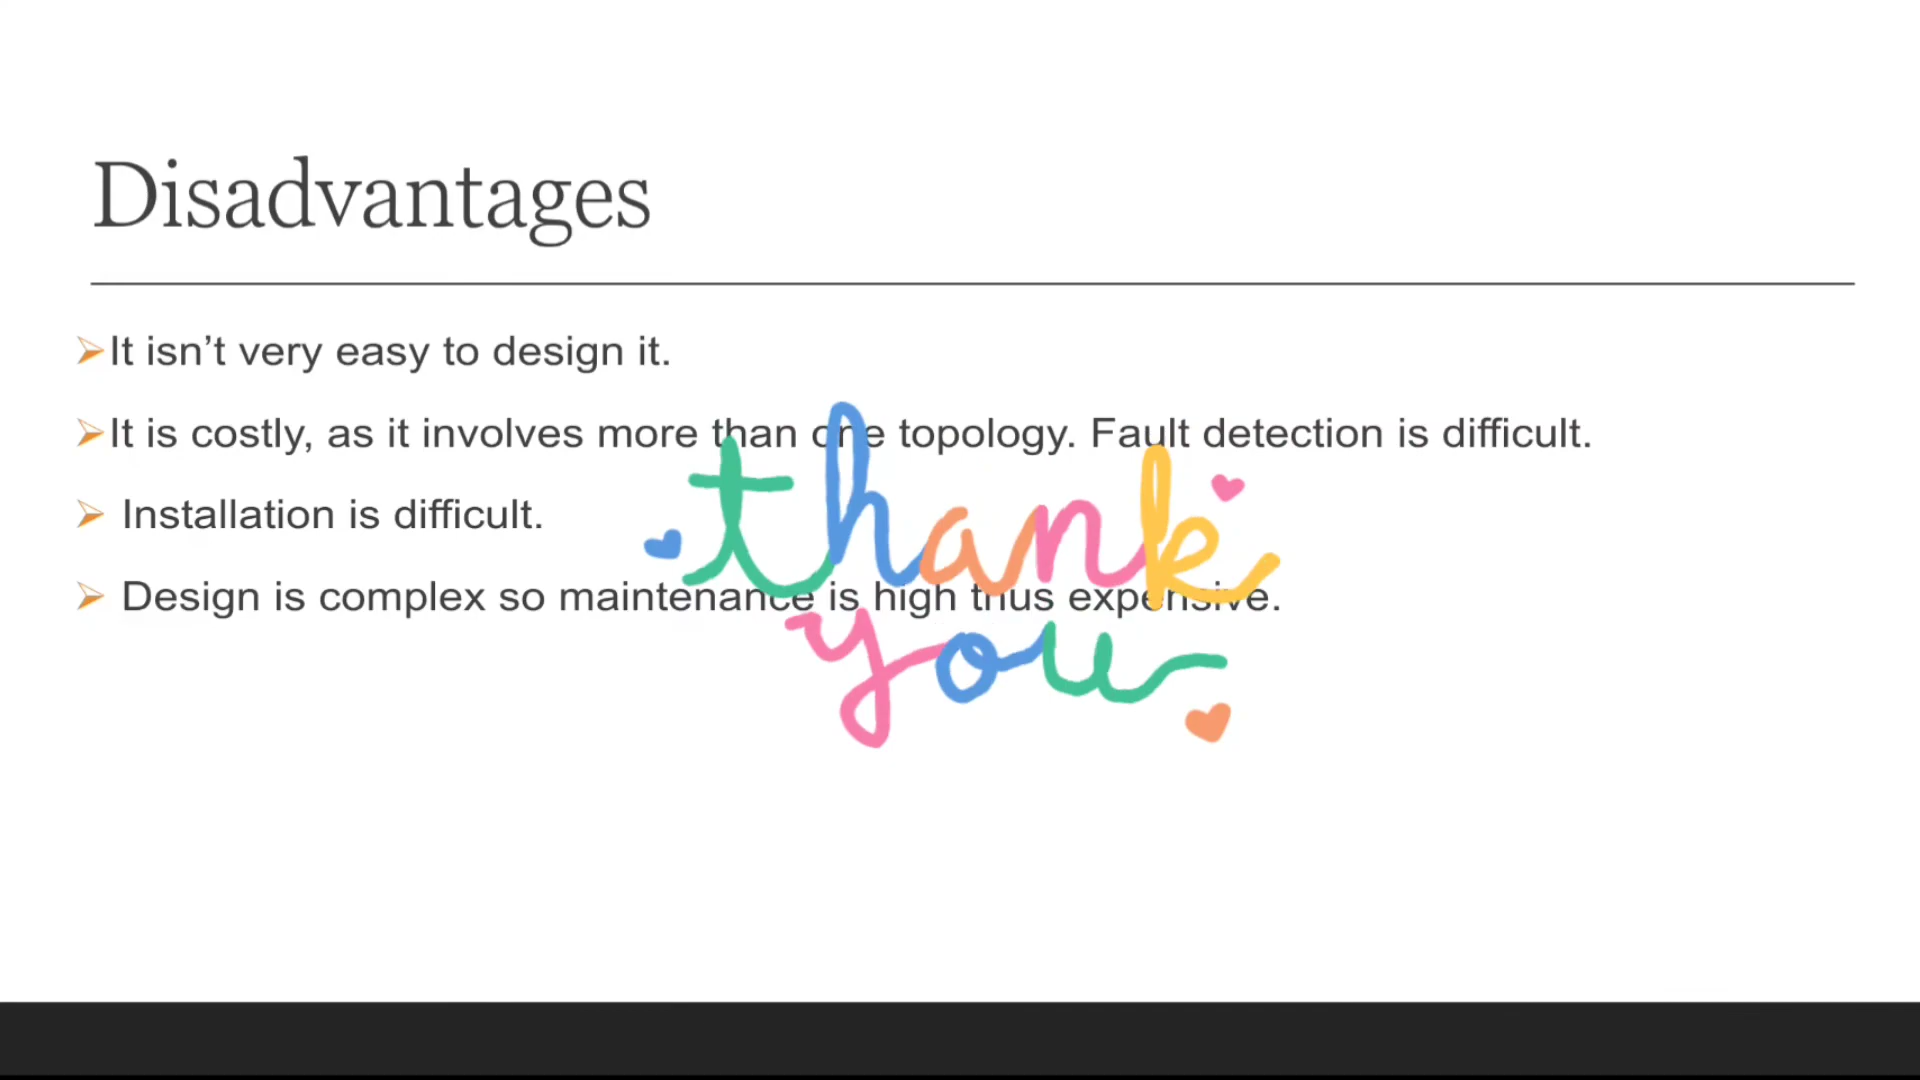 Disadvantages
It isn’t very easy to design it.
It is costly, as it involves more than one topology. Fault detection is difficult.
Installation is difficult.
Design is complex so maintenance is high thus expensive.
thank
you